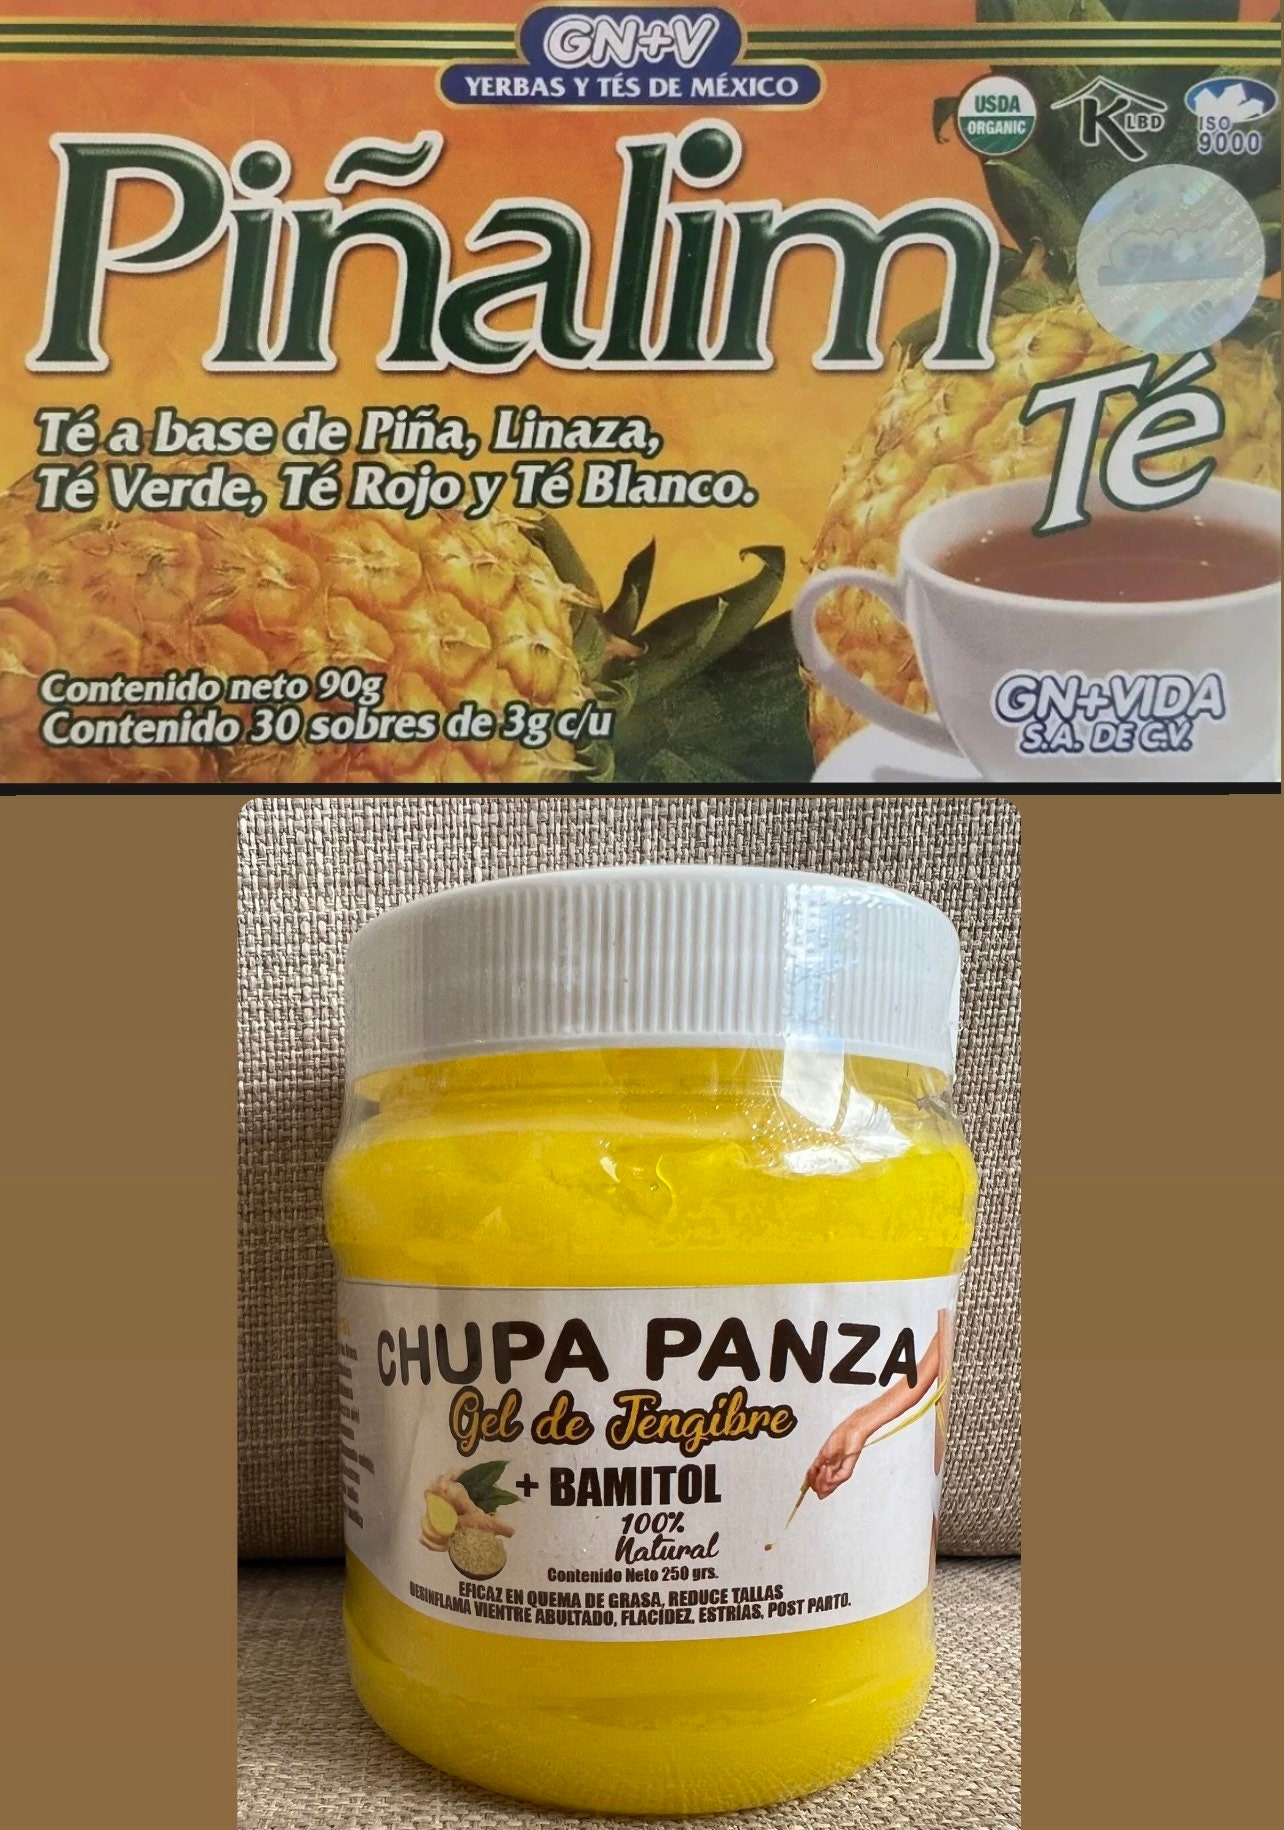 GN+V
YERBAS Y TÉS DE MÉXICO
USDA
ORGANIC
K LBD
ISO
9000
Piñalim
GN+V
Té
Té a base de Piña, Linaza,
Té Verde, Té Rojo y Té Blanco.
Contenido neto 90g
Contenido 30 sobres de 3g c/u
GN+VIDA
S.A. DE C.V.
CHUPA PANZA
Gel de Jengibre
+ BAMITOL
100%
Natural
Contenido Neto 250 grs.
EFICAZ EN QUEMA DE GRASA, REDUCE TALLAS
DESINFLAMA VIENTRE ABULTADO, FLACIDEZ, ESTRIAS, POST PARTO.